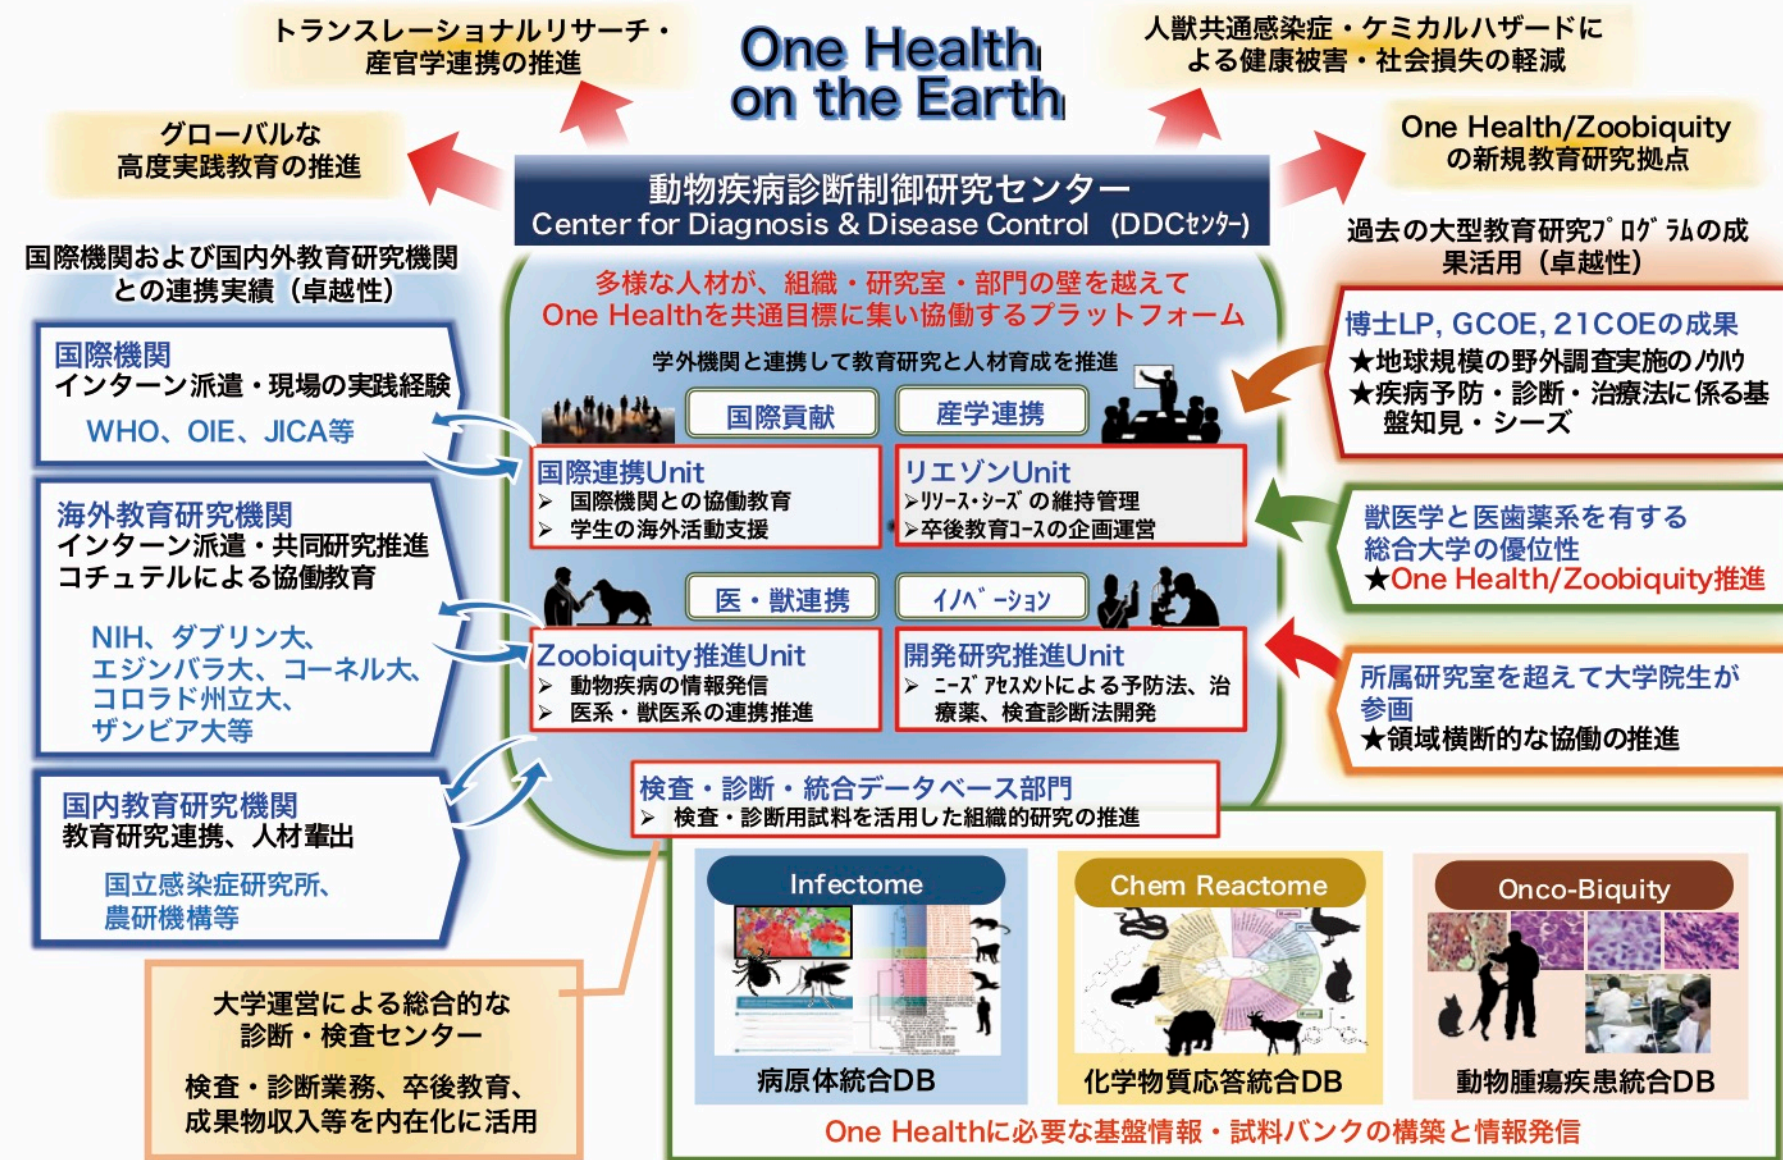 トランスレーショナルリサーチ・
産官学連携の推進
One Health
on the Earth
人獣共通感染症・ケミカルハザードに
よる健康被害・社会損失の軽減
グローバルな
高度実践教育の推進
One Health/Zoobiquity
の新規教育研究拠点
動物疾病診断制御研究センター
Center for Diagnosis & Disease Control (DDCｾﾝﾀｰ)
国際機関および国内外教育研究機関
との連携実績（卓越性）
国際機関
インターン派遣・現場の実践経験
WHO、OIE、JICA等
海外教育研究機関
インターン派遣・共同研究推進
コチュテルによる協働教育
NIH、ダブリン大、
エジンバラ大、コーネル大、
コロラド州立大、
ザンビア大等
国内教育研究機関
教育研究連携、人材輩出
国立感染症研究所、
農研機構等
多様な人材が、組織・研究室・部門の壁を越えて
One Healthを共通目標に集い協働するプラットフォーム
学外機関と連携して教育研究と人材育成を推進
国際貢献
産学連携
国際連携Unit
➢ 国際機関との協働教育
➢ 学生の海外活動支援
リエゾンUnit
➢ﾘｿｰｽ･ｼｰｽﾞの維持管理
➢卒後教育ｺｰｽの企画運営
医・獣連携
ｲﾉﾍﾞｰｼｮﾝ
Zoobiquity推進Unit
➢ 動物疾病の情報発信
➢ 医系・獣医系の連携推進
開発研究推進Unit
➢ ﾆｰｽﾞｱｾｽﾒﾝﾄによる予防法、治
療薬、検査診断法開発
過去の大型教育研究ﾌﾟﾛｸﾞﾗﾑの成
果活用（卓越性）
博士LP, GCOE, 21COEの成果
★地球規模の野外調査実施のﾉｳﾊｳ
★疾病予防・診断・治療法に係る基
盤知見・シーズ
獣医学と医歯薬系を有する
総合大学の優位性
★One Health/Zoobiquity推進
所属研究室を超えて大学院生が
参画
★領域横断的な協働の推進
検査・診断・統合データベース部門
➢ 検査・診断用試料を活用した組織的研究の推進
Infectome
病原体統合DB
Chem Reactome
化学物質応答統合DB
Onco-Biquity
動物腫瘍疾患統合DB
One Healthに必要な基盤情報・試料バンクの構築と情報発信
大学運営による総合的な
診断・検査センター
検査・診断業務、卒後教育、
成果物収入等を内在化に活用